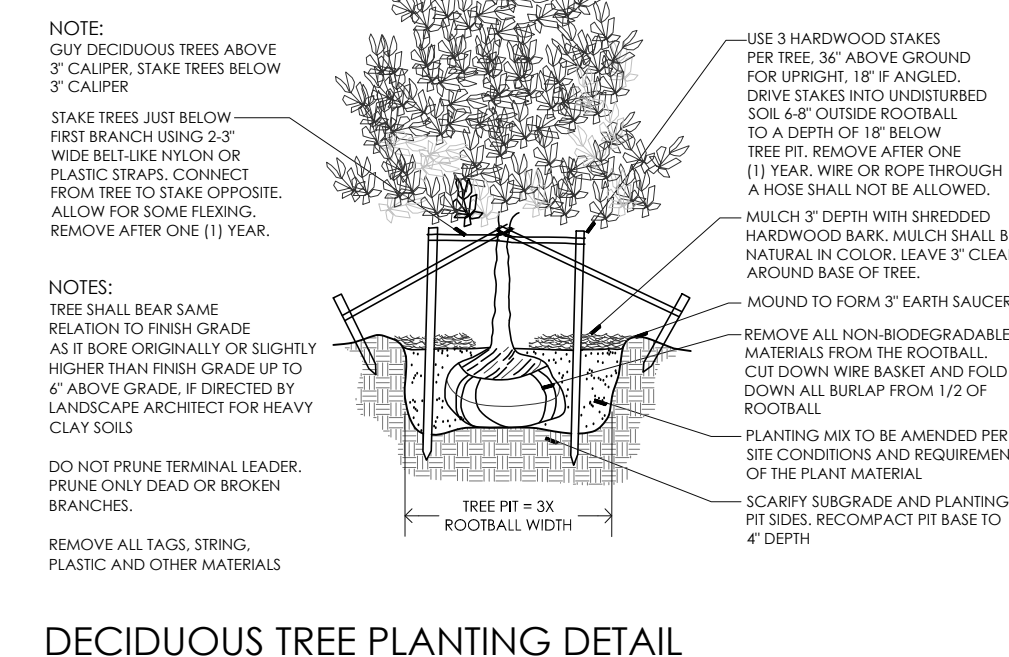 NOTE:
GUY DECIDUOUS TREES ABOVE
3" CALIPER, STAKE TREES BELOW
3" CALIPER
STAKE TREES JUST BELOW
FIRST BRANCH USING 2-3"
WIDE BELT-LIKE NYLON OR
PLASTIC STRAPS. CONNECT
FROM TREE TO STAKE OPPOSITE.
ALLOW FOR SOME FLEXING.
REMOVE AFTER ONE (1) YEAR.
NOTES:
TREE SHALL BEAR SAME
RELATION TO FINISH GRADE
AS IT BORE ORIGINALLY OR SLIGHTLY
HIGHER THAN FINISH GRADE UP TO
6" ABOVE GRADE, IF DIRECTED BY
LANDSCAPE ARCHITECT FOR HEAVY
CLAY SOILS
DO NOT PRUNE TERMINAL LEADER.
PRUNE ONLY DEAD OR BROKEN
BRANCHES.
REMOVE ALL TAGS, STRING,
PLASTIC AND OTHER MATERIALS
USE 3 HARDWOOD STAKES
PER TREE, 36" ABOVE GROUND
FOR UPRIGHT, 18" IF ANGLED.
DRIVE STAKES INTO UNDISTURBED
SOIL 6-8" OUTSIDE ROOTBALL
TO A DEPTH OF 18" BELOW
TREE PIT. REMOVE AFTER ONE
(1) YEAR. WIRE OR ROPE THROUGH
A HOSE SHALL NOT BE ALLOWED.
MULCH 3" DEPTH WITH SHREDDED
HARDWOOD BARK. MULCH SHALL B
NATURAL IN COLOR. LEAVE 3" CLEA
AROUND BASE OF TREE.
MOUND TO FORM 3" EARTH SAUCER
REMOVE ALL NON-BIODEGRADABLE
MATERIALS FROM THE ROOTBALL.
CUT DOWN WIRE BASKET AND FOLD
DOWN ALL BURLAP FROM 1/2 OF
ROOTBALL
PLANTING MIX TO BE AMENDED PER
SITE CONDITIONS AND REQUIREMEN
OF THE PLANT MATERIAL
SCARIFY SUBGRADE AND PLANTING
PIT SIDES. RECOMPACT PIT BASE TO
4" DEPTH
TREE PIT = 3X
ROOTBALL WIDTH
DECIDUOUS TREE PLANTING DETAIL